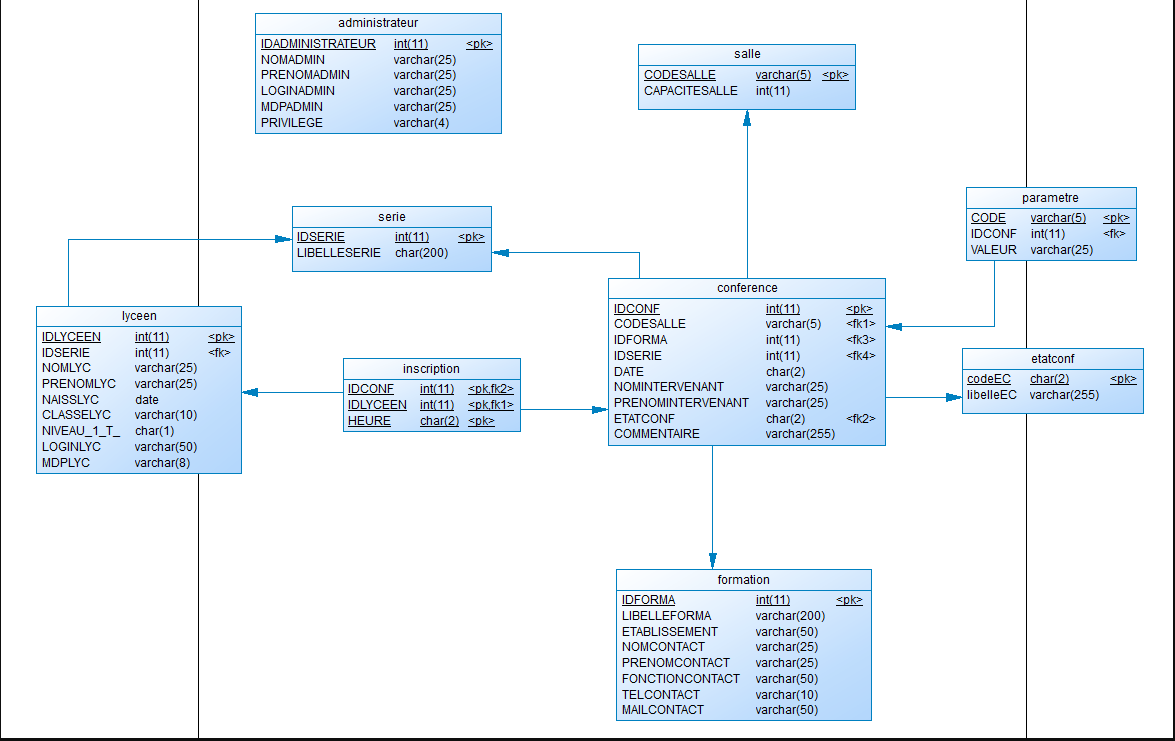 administrateur
IDADMINISTRATEUR int(11) <pk>
NOMADMIN varchar(25)
PRENOMADMIN varchar(25)
LOGINADMIN varchar(25)
MDPADMIN varchar(25)
PRIVILEGE varchar(4)
salle
CODESALLE varchar(5) <pk>
CAPACITESALLE int(11)
serie
IDSERIE int(11) <pk>
LIBELLESERIE char(200)
parametre
CODE varchar(5) <pk>
IDCONF int(11) <fk>
VALEUR varchar(25)
lyceen
IDLYCEEN int(11) <pk>
IDSERIE int(11) <fk>
NOMLYC varchar(25)
PRENOMLYC varchar(25)
NAISSLYC date
CLASSELYC varchar(10)
NIVEAU_1_T_ char(1)
LOGINLYC varchar(50)
MDPLYC varchar(8)
inscription
IDCONF int(11) <pk,fk2>
IDLYCEEN int(11) <pk,fk1>
HEURE char(2) <pk>
conference
IDCONF int(11) <pk>
CODESALLE varchar(5) <fk1>
IDFORMA int(11) <fk3>
IDSERIE int(11) <fk4>
DATE char(2)
NOMINTERVENANT varchar(25)
PRENOMINTERVENANT varchar(25)
ETATCONF char(2) <fk2>
COMMENTAIRE varchar(255)
etatconf
codeEC char(2) <pk>
libelleEC varchar(255)
formation
IDFORMA int(11) <pk>
LIBELLEFORMA varchar(200)
ETABLISSEMENT varchar(50)
NOMCONTACT varchar(25)
PRENOMCONTACT varchar(25)
FONCTIONCONTACT varchar(50)
TELCONTACT varchar(10)
MAILCONTACT varchar(50)